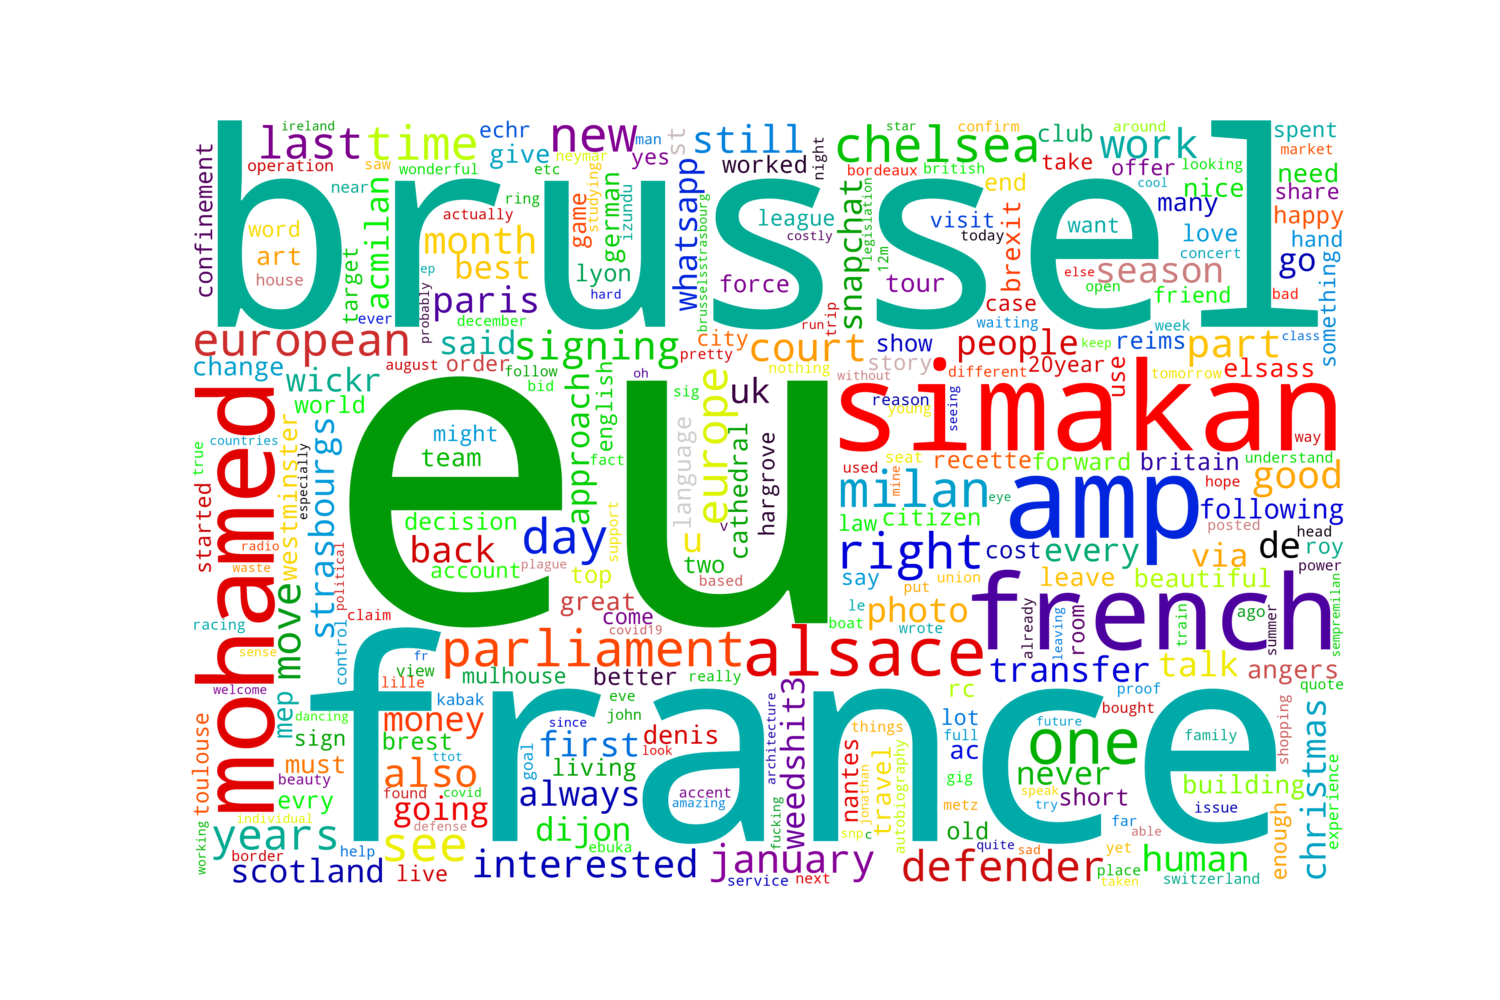 brussel
eu
france
simakan
mohamed
french
amp
alsace
parliament
milan
one
right
chelsea
new
last
time
still
work
echr
give
yes
man
st
worked
night
star
confirm
club
around
spent
market
ireland
operation
saw
wonderful
neymar
etc
bordeaux
british
take
offer
looking
need
share
confinement
near
acmilan
ring
game
studying
german
izundu
whatsapp
brusselsstrasbourg
league
costly
snapchat
legislation
12m
end
cool
nice
many
happy
word
art
house
actually
month
best
target
ep
lyon
hard
force
tour
visit
today
brexit
want
love
concert
hand
go
something
season
else
open
friend
bad
case
paris
probably
ever
december
european
said
signing
pretty
city
run
trip
court
show
waiting
people
keep
week
reims
part
class
change
wickr
world
august
order
follow
bid
oh
sig
nothing
story
without
different
20year
use
tomorrow
elsass
countries
strasbourgs
might
team
approach
english
fact
europe
uk
language
cathedral
hargrove
reason
young
seeing
way
true
started
especially
westminster
used
mine
seat
recette
forward
britain
understand
hope
good
eye
following
decision
back
account
day
support
u
v
two
based
law
citizen
posted
head
radio
waste
political
move
plague
top
cost
every
via
de
roy
say
put
union
leave
beautiful
power
racing
sense
control
claim
great
come
covid19
le
boat
photo
wrote
already
leaving
room
ago
train
summer
sempremilan
welcome
mep
fr
view
lille
mulhouse
better
really
transfer
talk
angers
toulouse
dancing
sign
kabak
money
eve
john
since
first
denis
look
architecture
weedshit3
rc
lot
proof
bought
quote
shopping
must
beauty
brest
ttot
also
goal
living
things
nantes
travel
autobiography
ac
full
future
family
christmas
evry
found
covid
going
always
amazing
accent
jonathan
gig
never
speak
try
short
building
issue
experience
individual
years
defense
dijon
ebuka
fucking
snp
c
metz
old
far
able
enough
working
border
help
see
scotland
live
interested
january
service
next
quite
sad
yet
defender
place
taken
human
switzerland